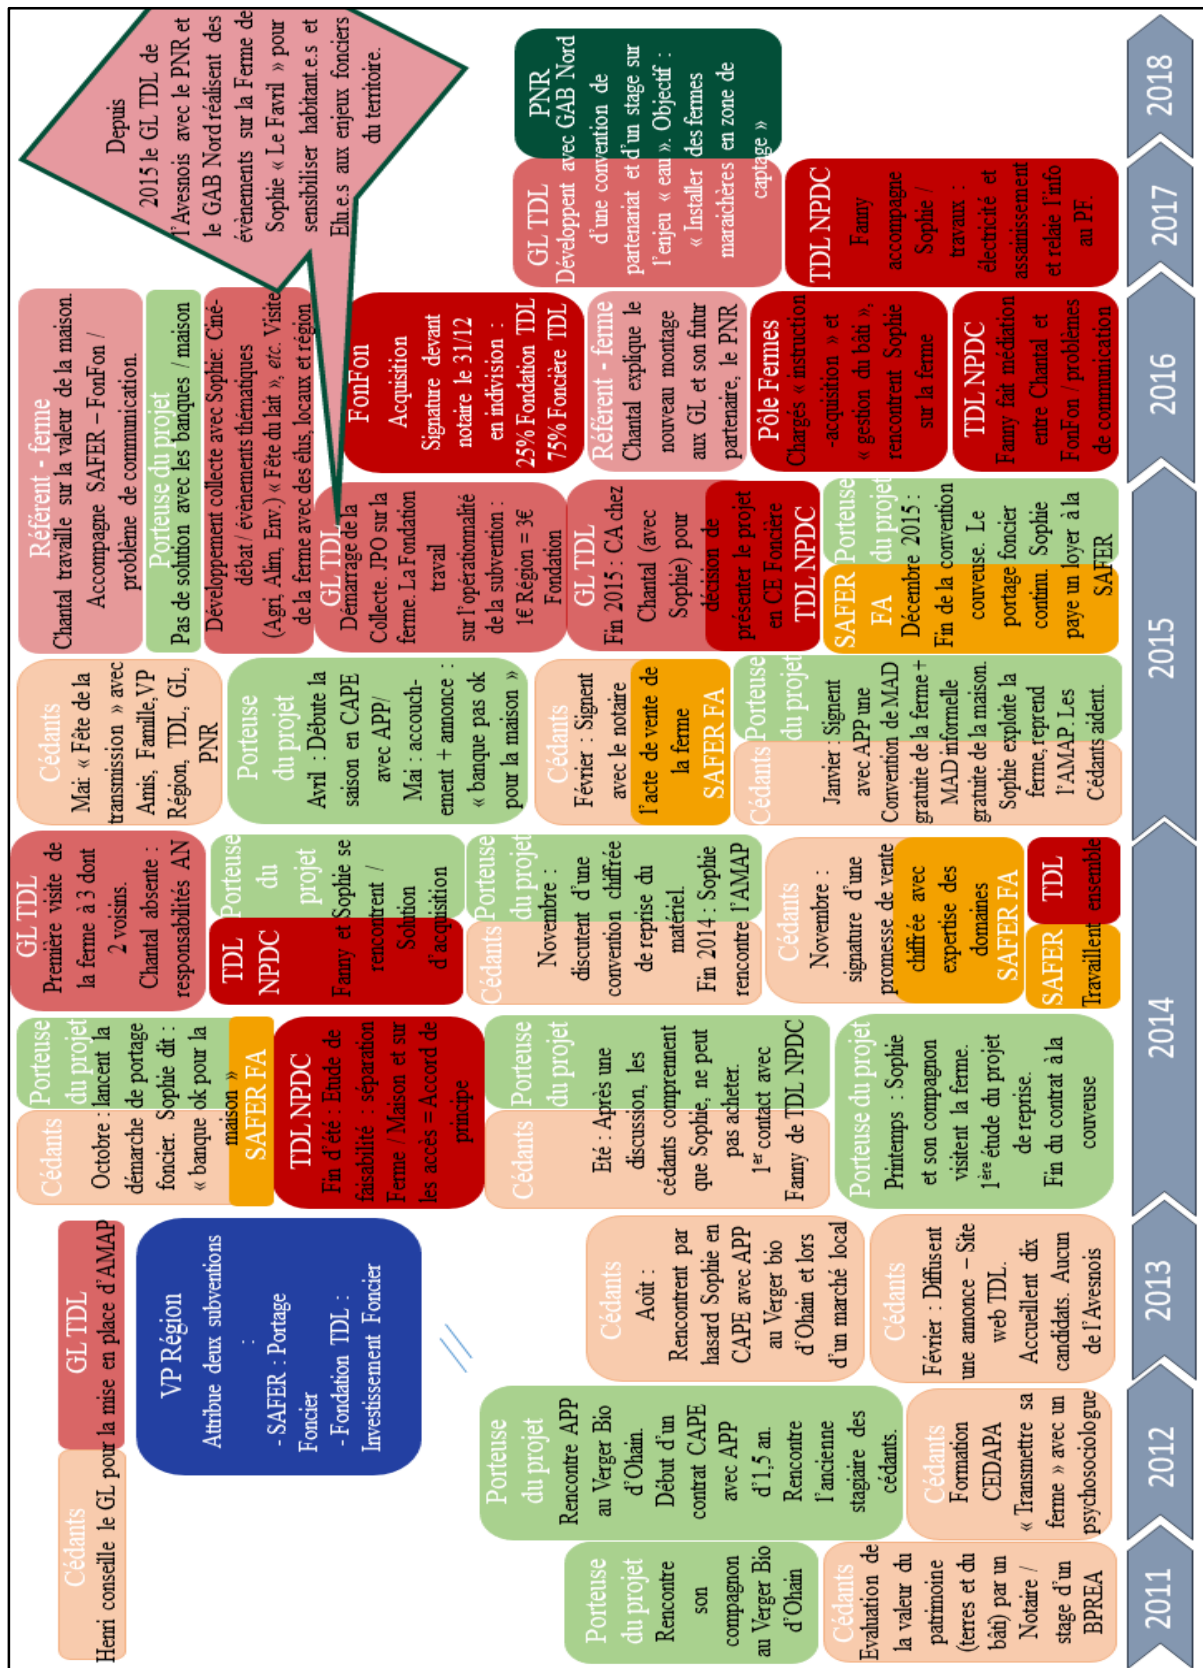 Cédants
GL TDL
Henri conseille le GL pour la mise en place d'AMAP
VP Région
Attribue deux subventions
:
- SAFER : Portage
Foncier
- Fondation TDL :
Investissement Foncier
Porteuse
du projet
Rencontre
son
compagnon
au Verger Bio
d'Ohain
Cédants
Evaluation de
la valeur du
patrimoine
(terres et du
bâti) par un
Notaire /
stage d'un
BPREA
Porteuse
du projet
Rencontre APP
au Verger Bio
d'Ohain.
Début d'un
contrat CAPE
avec APP
d'1,5 an.
Rencontre
l'ancienne
stagiaire des
cédants.
Cédants
Formation
CEDAPA
« Transmettre sa
ferme » avec un
psychosociologue
Cédants
Août :
Rencontrent par
hasard Sophie en
CAPE avec APP
au Verger bio
d'Ohain et lors
d'un marché local
Cédants
Février : Diffusent
une annonce – Site
web TDL.
Accueillent dix
candidats. Aucun
de l'Avesnois
Cédants
Porteuse
du projet
Octobre : lancent la
démarche de portage
foncier. Sophie dit :
« banque ok pour la
maison »
SAFER FA
TDL NPDC
Fin d'été : Etude de
faisabilité : séparation
Ferme / Maison et sur
les accès = Accord de
principe
Cédants
Porteuse
du projet
Eté : Après une
discussion, les
cédants comprennent
que Sophie, ne peut
pas acheter.
1er contact avec
Fanny de TDL NPDC
Porteuse du projet
Printemps : Sophie
et son compagnon
visitent la ferme.
1ère étude du projet
de reprise.
Fin du contrat à la
couveuse
GL TDL
Première visite de
la ferme à 3 dont
2 voisins.
Chantal absente :
responsabilités AN
TDL
NPDC
Porteuse
du
projet
Fanny et Sophie se
rencontrent /
Solution
d'acquisition
Cédants
Porteuse
du projet
Novembre :
discutent d'une
convention chiffrée
de reprise du
matériel.
Fin 2014 : Sophie
rencontre l'AMAP
Cédants
Novembre :
signature d'une
promesse de vente
chiffrée avec
expertise des
domaines
SAFER FA
SAFER
TDL
Travaillent ensemble
Cédants
Mai: « Fête de la
transmission » avec
Amis, Famille, VP
Région, TDL, GL,
PNR
Porteuse
du projet
Avril : Débute la
saison en CAPE
avec APP/
Mai : accouch-
ement + annonce :
« banque pas ok
pour la maison »
Cédants
Février : Signent
avec le notaire
l'acte de vente de
la ferme
SAFER FA
Cédants
Porteuse
du projet
Janvier : Signent
avec APP une
Convention de MAD
gratuite de la ferme +
MAD informelle
gratuite de la maison.
Sophie exploite la
ferme, reprend
l'AMAP. Les
Cédants aident.
Référent - ferme
Chantal travaille sur la valeur de la maison.
Accompagne SAFER – FonFon /
problème de communication.
Porteuse du projet
Pas de solution avec les banques / maison
Développement collecte avec Sophie: Ciné-
débat / évènements thématiques
(Agri, Alim, Env.) « Fête du lait », etc. Visite
de la ferme avec des élus, locaux et région
GL TDL
Démarrage de la
Collecte. JPO sur la
ferme. La Fondation
travail
sur l'opérationnalité
de la subvention :
1€ Région = 3€
Fondation
GL TDL
Fin 2015 : CA chez
Chantal (avec
Sophie) pour
décision de
présenter le projet
en CE Foncière.
TDL NPDC
SAFER
FA
Porteuse
du projet
Décembre 2015 :
Fin de la convention
couveuse. Le
portage foncier
continu. Sophie
paye un loyer à la
SAFER
FonFon
Acquisition
Signature devant
notaire le 31/12
en indivision :
25% Fondation TDL
75% Foncière TDL
Référent - ferme
Chantal explique le
nouveau montage
aux GL et son futur
partenaire, le PNR
Pôle Fermes
Chargés « instruction
-acquisition » et
« gestion du bâti »,
rencontrent Sophie
sur la ferme
TDL NPDC
Fanny fait médiation
entre Chantal et
FonFon / problèmes
de communication
Depuis
2015 le GL TDL de
l'Avesnois avec le PNR et
le GAB Nord réalisent des
évènements sur la Ferme de
Sophie « Le Favril » pour
sensibiliser habitant.e.s et
Elu.e.s aux enjeux fonciers
du territoire.
GL TDL
PNR
Développent avec GAB Nord
d'une convention de
partenariat et d'un stage sur
l'enjeu « eau ». Objectif :
« Installer des fermes
maraichères en zone de
captage »
TDL NPDC
Fanny
accompagne
Sophie /
travaux :
électricité et
assainissement
et relaie l'info
au PF.
2011
2012
2013
2014
2015
2016
2017
2018